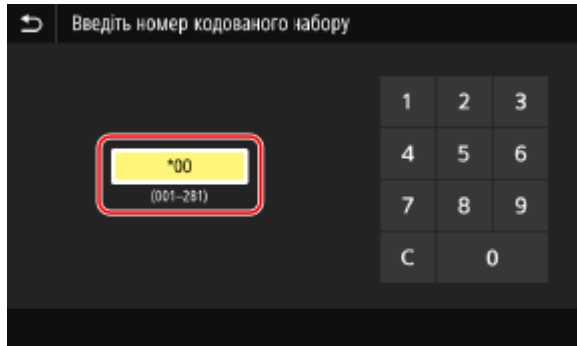 Введіть номер кодованого набору
*00
(001–281)
1 2 3
4 5 6
7 8 9
C 0